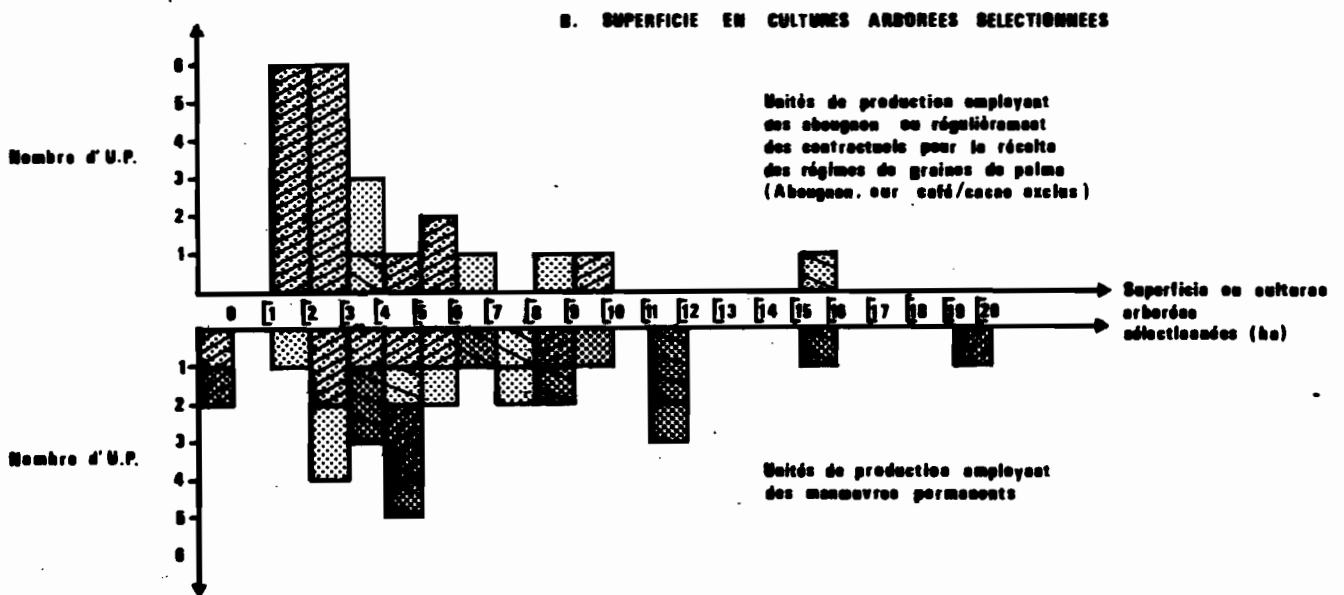 B. SUPERFICIE EN CULTURES ARBOREES SELECTIONNEES
6
5
4
3
2
1
Nombre d'U.P.
Unités de production employant
des abougnon ou régulièrement
des contractuels pour la récolte
des régimes de graines de palme
(Abougnon. sur café/cacao exclus)
0 [1 [2 [3 [4 [5 [6 [7 [8 [9 [10 [11 [12 [13 [14 [15 [16 [17 [18 [19 [20
Superficie en cultures
arborées
sélectionnées (ha)
1
2
3
4
5
6
Nombre d'U.P.
Unités de production employant
des manœuvres permanents